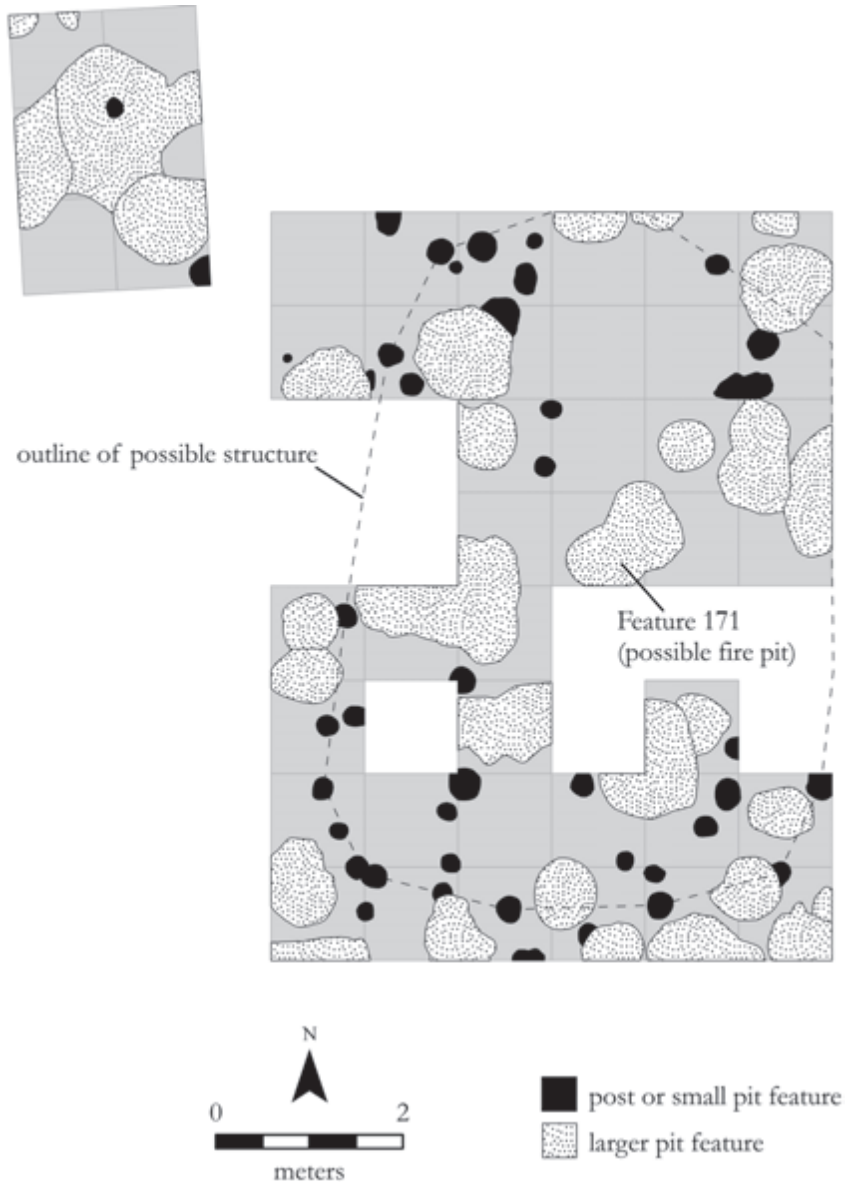 outline of possible structure
Feature 171
(possible fire pit)
N
0 2
meters
post or small pit feature
larger pit feature